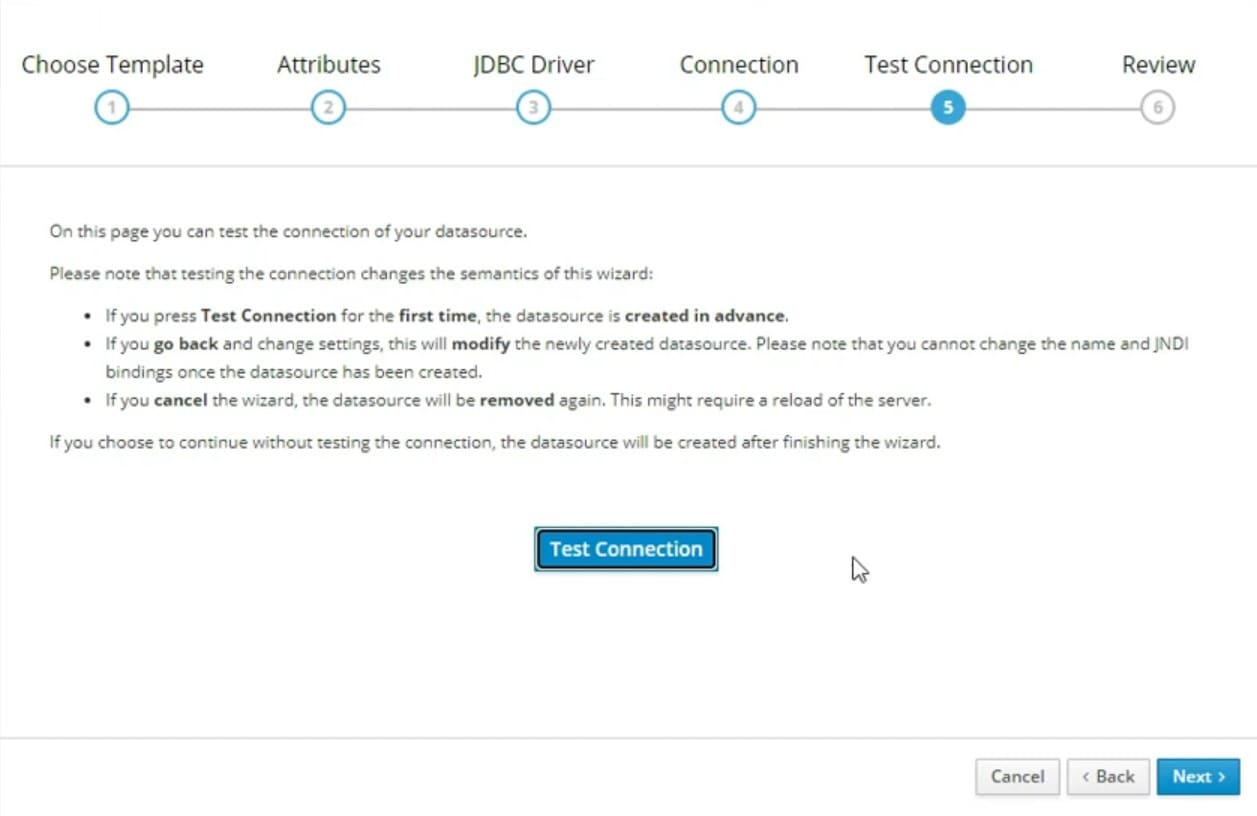 Choose Template Attributes JDBC Driver Connection Test Connection Review
1 2 3 4 5 6
On this page you can test the connection of your datasource.
Please note that testing the connection changes the semantics of this wizard:
• If you press Test Connection for the first time, the datasource is created in advance.
• If you go back and change settings, this will modify the newly created datasource. Please note that you cannot change the name and JNDI
bindings once the datasource has been created.
• If you cancel the wizard, the datasource will be removed again. This might require a reload of the server.
If you choose to continue without testing the connection, the datasource will be created after finishing the wizard.
Test Connection
Cancel < Back Next >